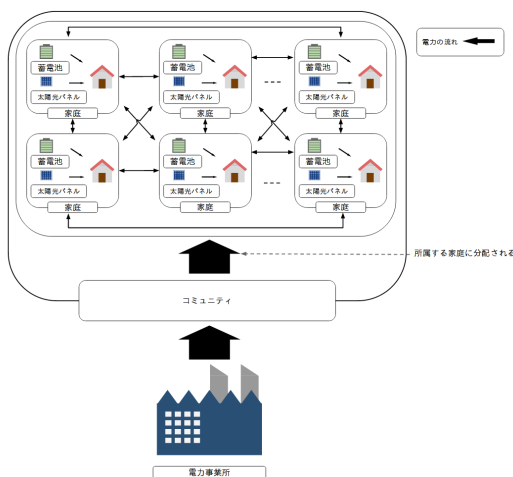 電力の流れ
蓄電池
太陽光パネル
家庭
蓄電池
太陽光パネル
家庭
蓄電池
太陽光パネル
家庭
蓄電池
太陽光パネル
家庭
蓄電池
太陽光パネル
家庭
蓄電池
太陽光パネル
家庭
所属する家庭に分配される
コミュニティ
電力事業所